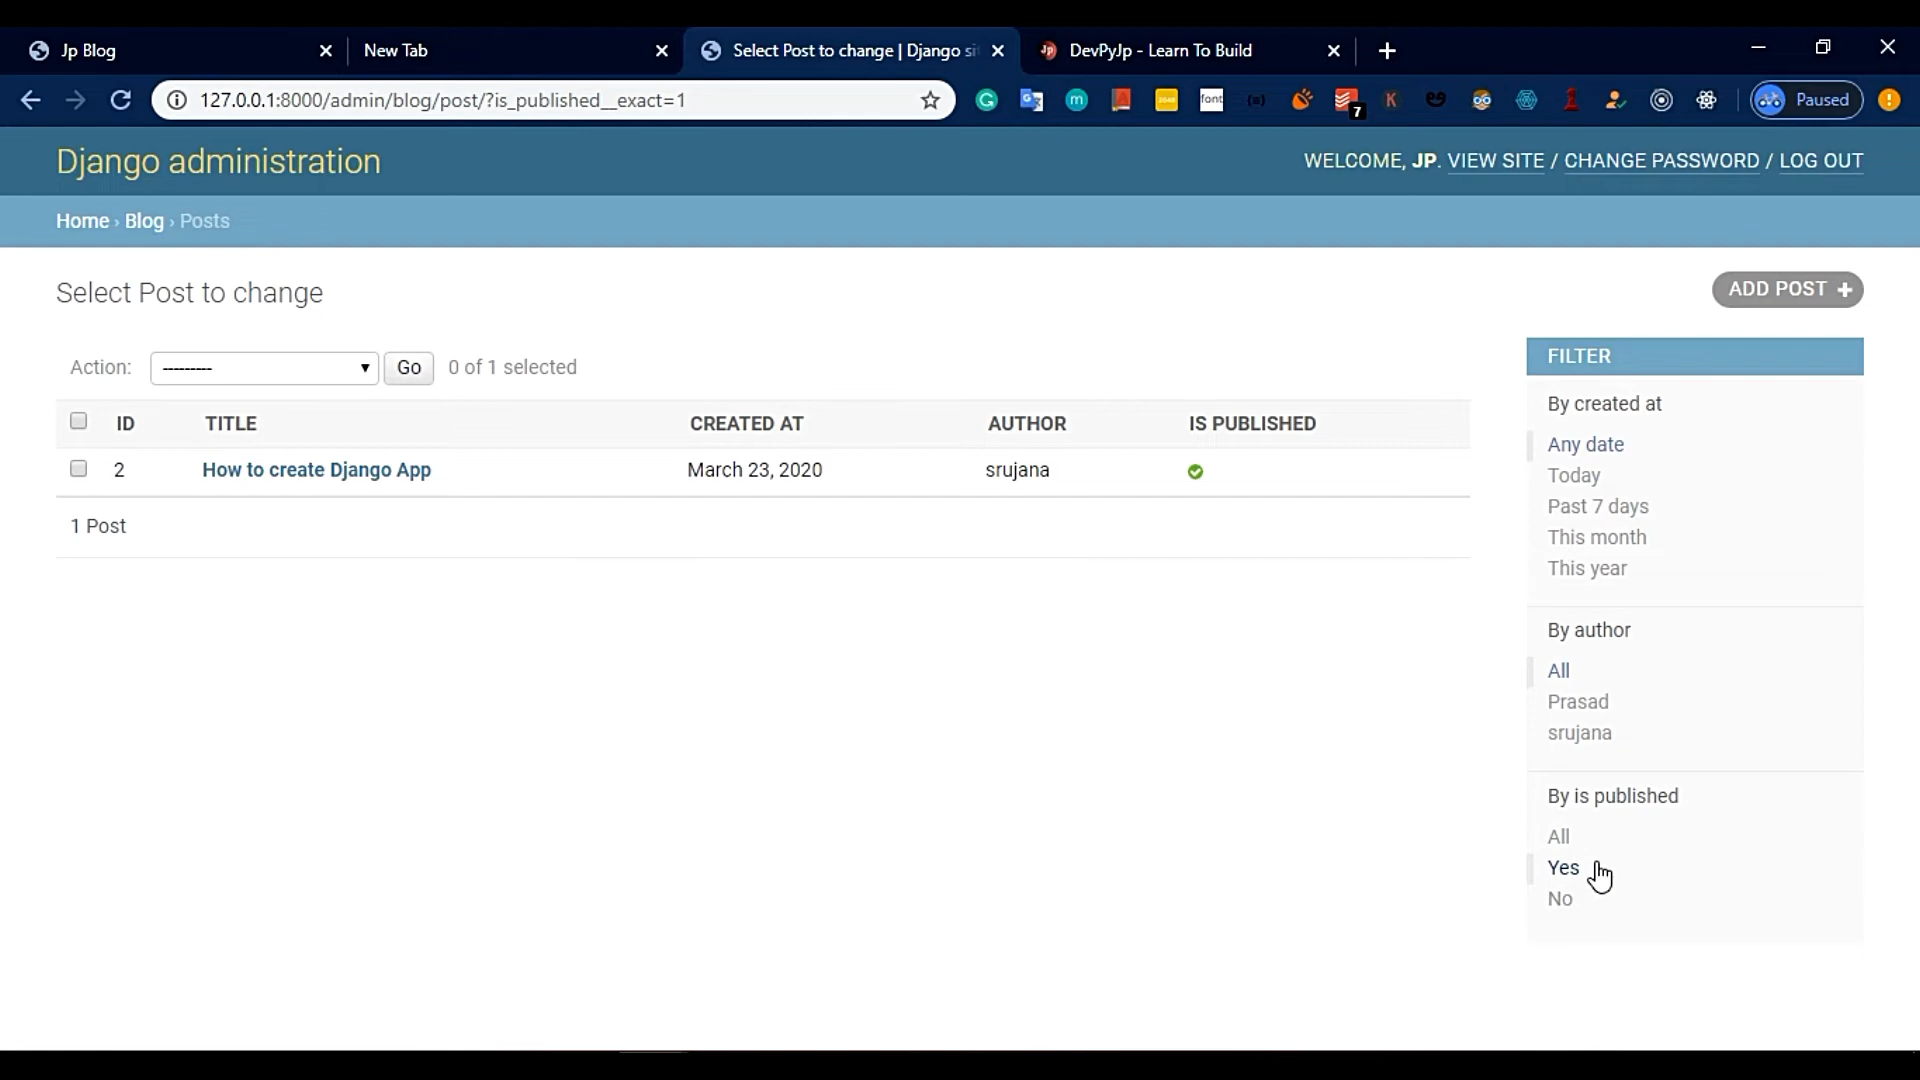 Jp Blog
New Tab
Select Post to change | Django si
DevPyJp - Learn To Build
127.0.0.1:8000/admin/blog/post/?is_published__exact=1
font
7
Paused
Django administration
WELCOME, JP. VIEW SITE / CHANGE PASSWORD / LOG OUT
Home › Blog › Posts
Select Post to change
ADD POST +
Action: --------- Go 0 of 1 selected
ID TITLE CREATED AT AUTHOR IS PUBLISHED
2 How to create Django App March 23, 2020 srujana
1 Post
FILTER
By created at
Any date
Today
Past 7 days
This month
This year
By author
All
Prasad
srujana
By is published
All
Yes
No